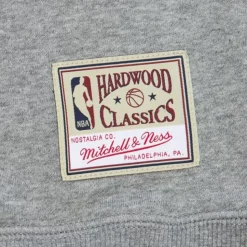 HARDWOOD
CLASSICS
NBA
NOSTALGIA CO.
Mitchell & Ness
PHILADELPHIA, PA.